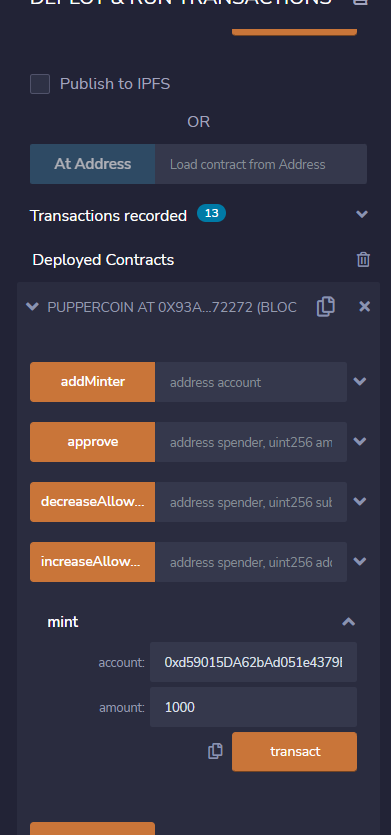 DEPLOY & RUN TRANSACTIONS
Publish to IPFS
OR
At Address Load contract from Address
Transactions recorded 13
Deployed Contracts
PUPPERCOIN AT 0X93A...72272 (BLOC
addMinter address account
approve address spender, uint256 am
decreaseAllow... address spender, uint256 sub
increaseAllow... address spender, uint256 add
mint
account: 0xd59015DA62bAd051e4379
amount: 1000
transact